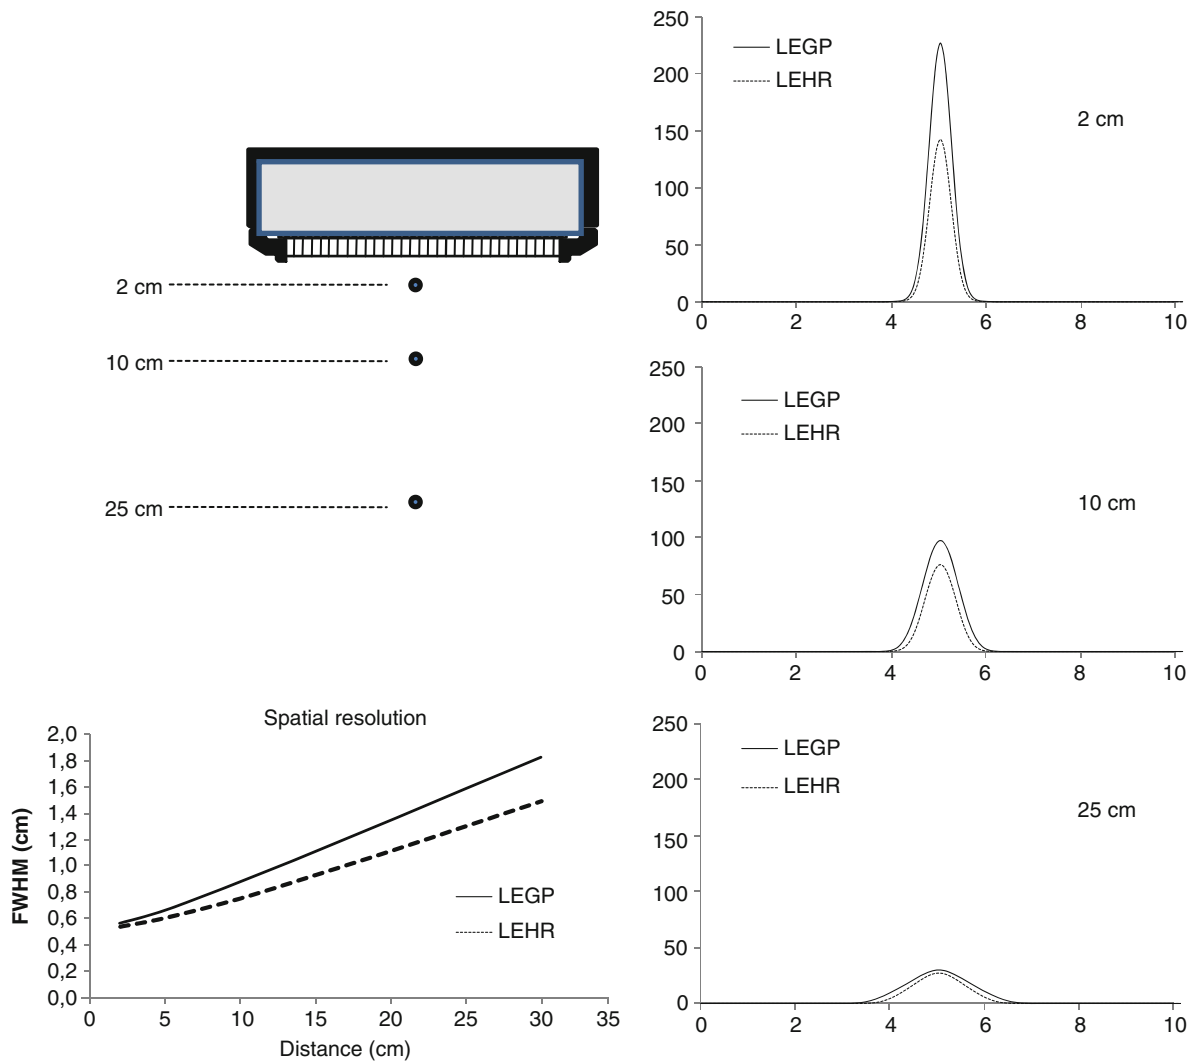 2 cm
10 cm
25 cm
250
200
150
100
50
0
0 2 4 6 8 10
LEGP
LEHR
2 cm
250
200
150
100
50
0
0 2 4 6 8 10
LEGP
LEHR
10 cm
Spatial resolution
2,0
1,8
1,6
1,4
1,2
1,0
0,8
0,6
0,4
0,2
0,0
0 5 10 15 20 25 30 35
FWHM (cm)
Distance (cm)
LEGP
LEHR
250
200
150
100
50
0
0 2 4 6 8 10
LEGP
LEHR
25 cm